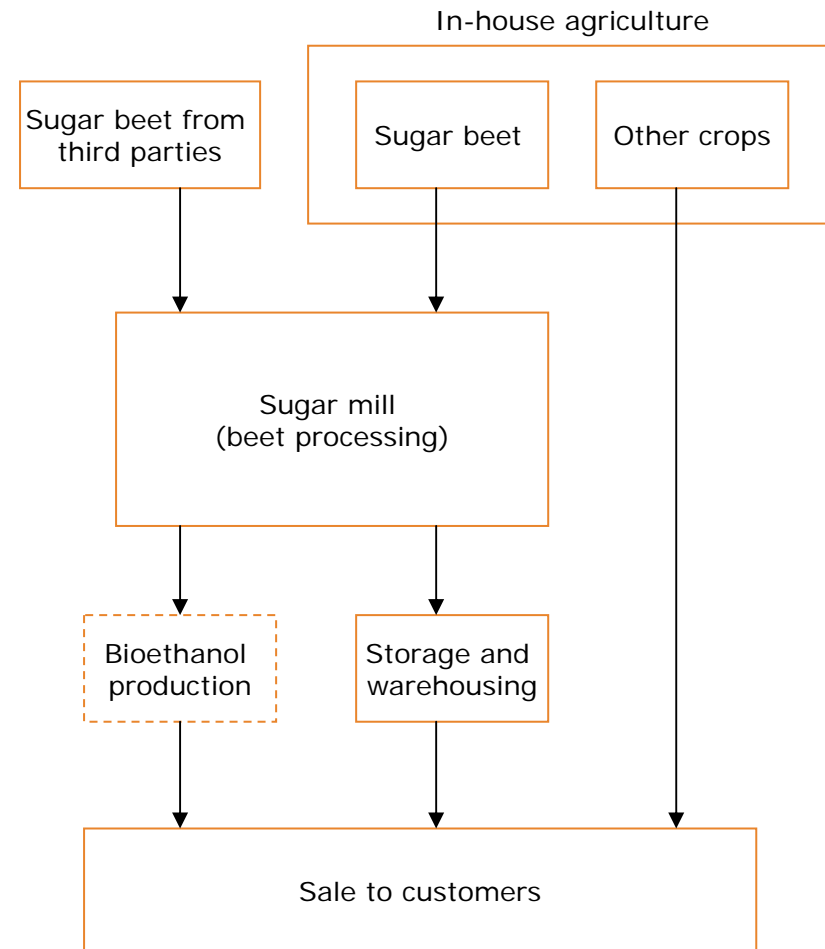 In-house agriculture
Sugar beet from
third parties
Sugar beet
Other crops
Sugar mill
(beet processing)
Bioethanol
production
Storage and
warehousing
Sale to customers